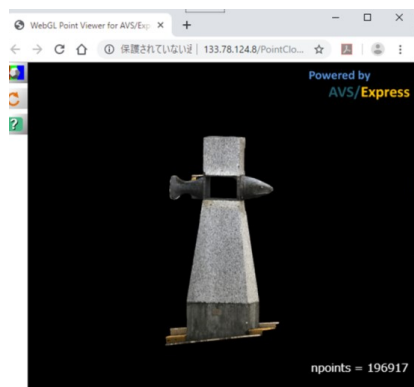 WebGL Point Viewer for AVS/Exp
保護されていない通 | 133.78.124.8/PointClo...
Powered by
AVS/Express
npoints = 196917